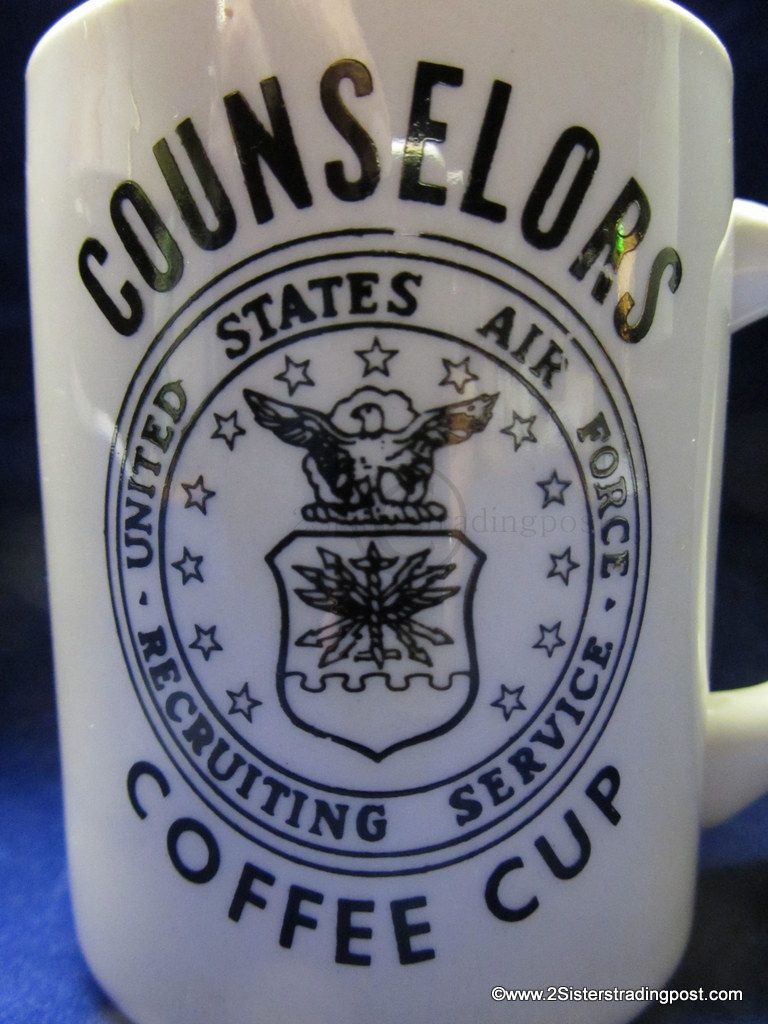 COUNSELORS
UNITED STATES AIR FORCE
RECRUITING SERVICE
COFFEE CUP
©www.2Sisterstradingpost.com